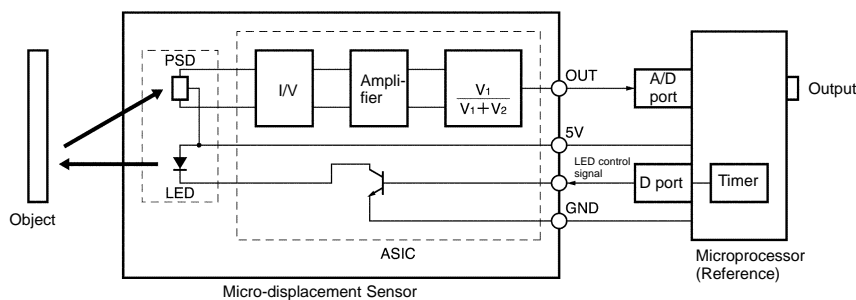 PSD
I/V
Ampli-
fier
V1
V1+V2
OUT
A/D
port
Output
5V
LED control
signal
LED
D port
Timer
GND
Object
ASIC
Microprocessor
(Reference)
Micro-displacement Sensor